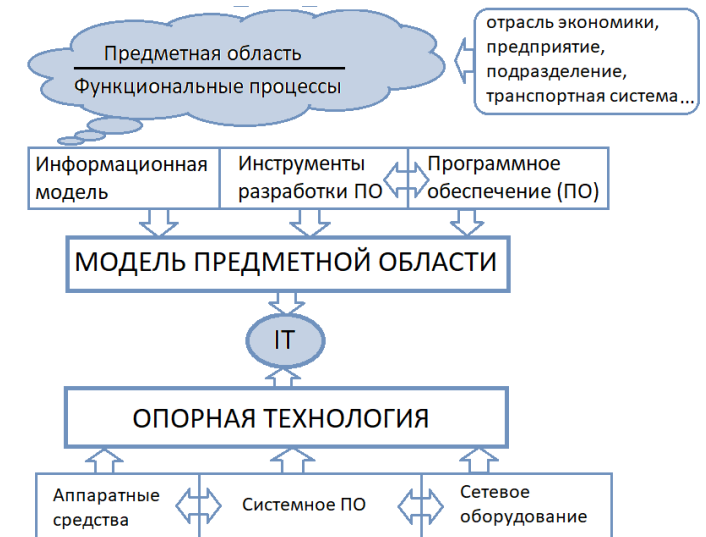 отрасль экономики,
предприятие,
подразделение,
транспортная система...
Предметная область
Функциональные процессы
Информационная
модель
Инструменты
разработки ПО
Программное
обеспечение (ПО)
МОДЕЛЬ ПРЕДМЕТНОЙ ОБЛАСТИ
IT
ОПОРНАЯ ТЕХНОЛОГИЯ
Аппаратные
средства
Системное ПО
Сетевое
оборудование